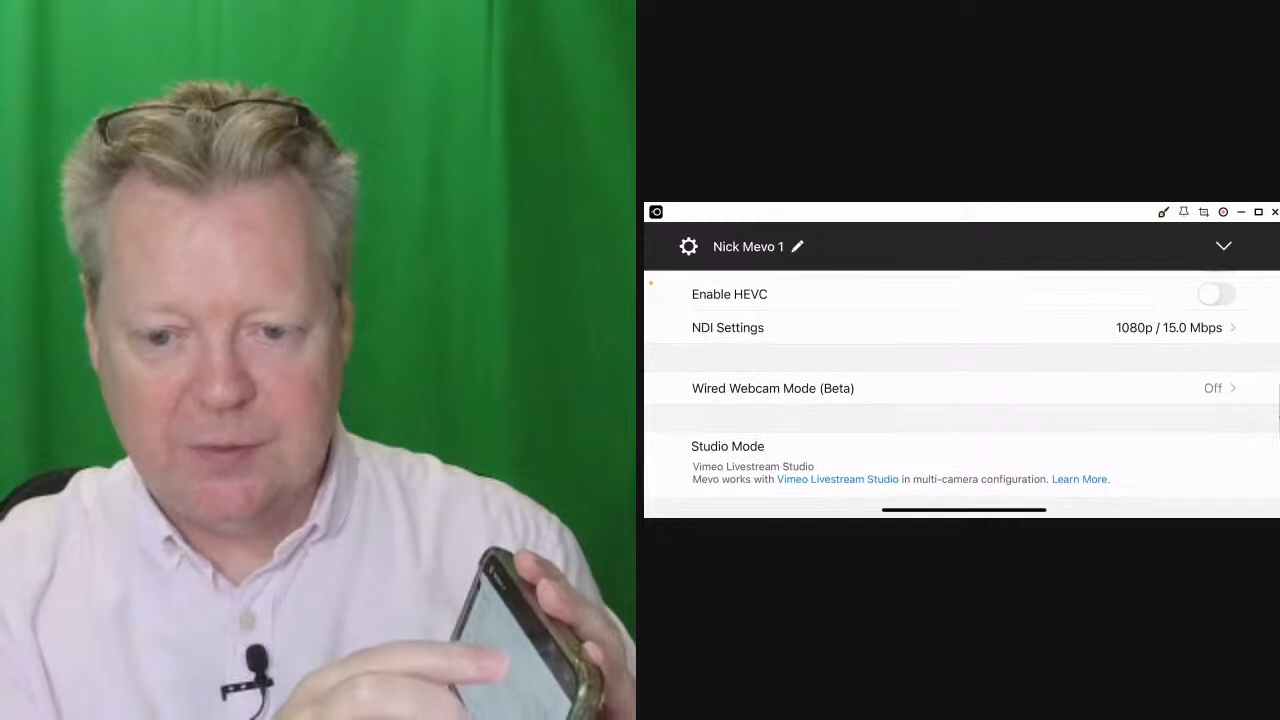 Nick Mevo 1
Enable HEVC
NDI Settings 1080p / 15.0 Mbps
Wired Webcam Mode (Beta) Off
Studio Mode
Vimeo Livestream Studio
Mevo works with Vimeo Livestream Studio in multi-camera configuration. Learn More.